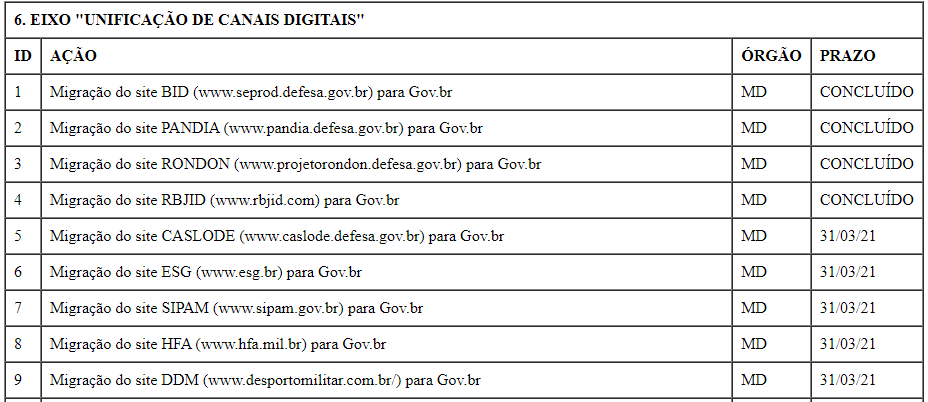 6. EIXO "UNIFICAÇÃO DE CANAIS DIGITAIS"
ID AÇÃO ÓRGÃO PRAZO
1 Migração do site BID (www.seprod.defesa.gov.br) para Gov.br MD CONCLUÍDO
2 Migração do site PANDIA (www.pandia.defesa.gov.br) para Gov.br MD CONCLUÍDO
3 Migração do site RONDON (www.projetorondon.defesa.gov.br) para Gov.br MD CONCLUÍDO
4 Migração do site RBJID (www.rbjid.com) para Gov.br MD CONCLUÍDO
5 Migração do site CASLODE (www.caslode.defesa.gov.br) para Gov.br MD 31/03/21
6 Migração do site ESG (www.esg.br) para Gov.br MD 31/03/21
7 Migração do site SIPAM (www.sipam.gov.br) para Gov.br MD 31/03/21
8 Migração do site HFA (www.hfa.mil.br) para Gov.br MD 31/03/21
9 Migração do site DDM (www.desportomilitar.com.br/) para Gov.br MD 31/03/21